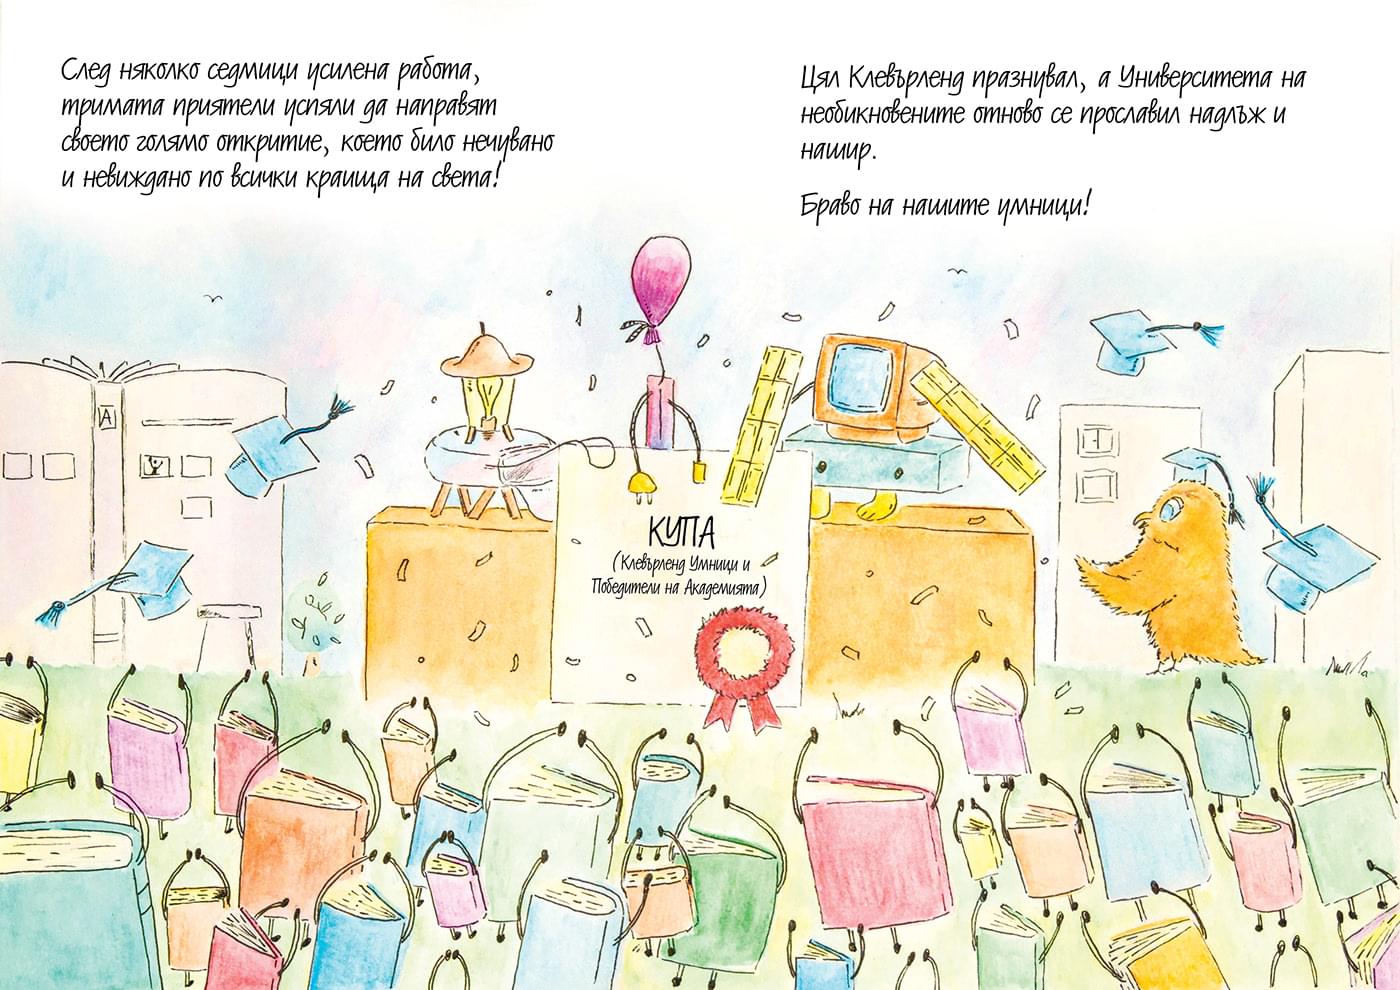 След няколко седмици усилена работа,
тримата приятели успяли да направят
своето голямо откритие, което било нечувано
и невиждано по всички краища на света!
Цял Клевърленд празнувал, а Университета на
необикновените отново се прославил надлъж и
нашир.
Браво на нашите умници!
А
КУПА
(Клевърленд Умници и
Победители на Академията)